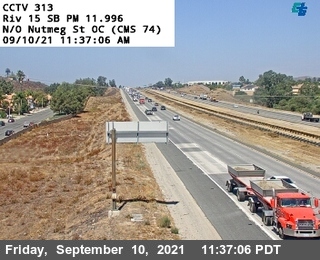 CCTV 313
Riv 15 SB PM 11.996
N/O Nutmeg St OC (CMS 74)
09/10/21 11:37:06 AM
Friday, September 10, 2021 11:37:06 PDT